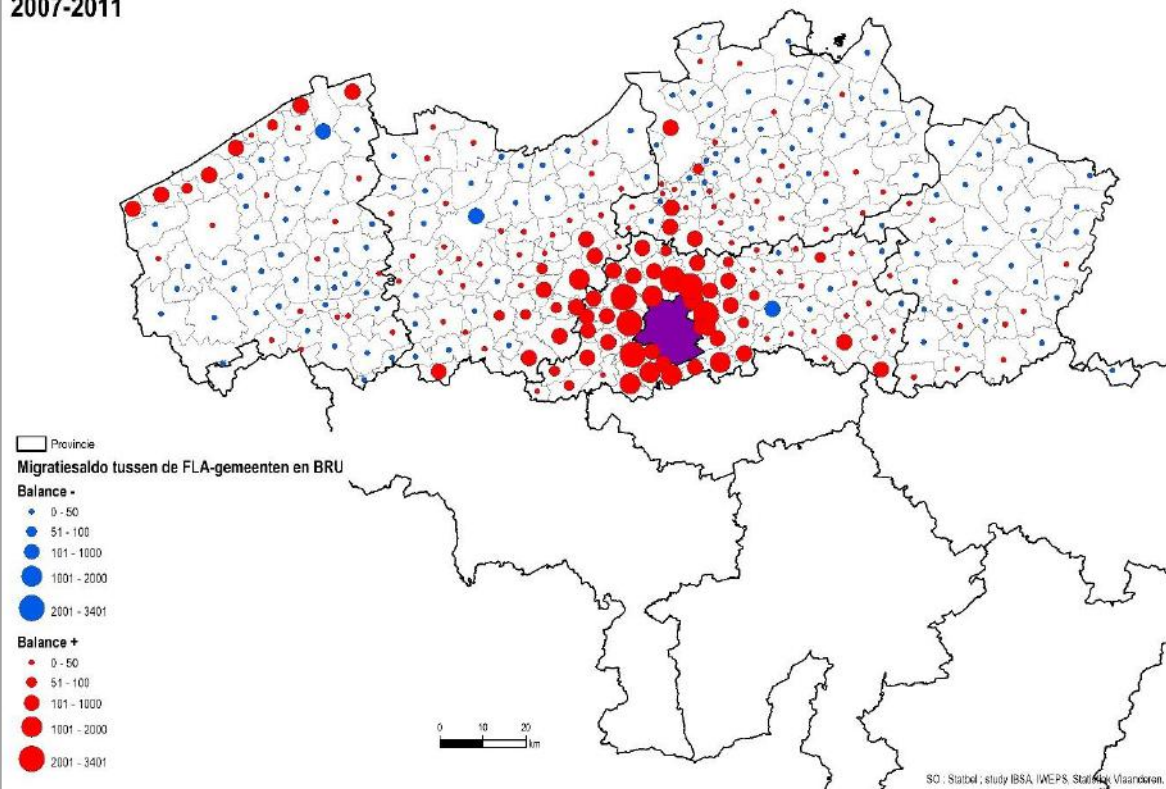 2007-2011
Provincie
Migratiesaldo tussen de FLA-gemeenten en BRU
Balance -
0 - 50
51 - 100
101 - 1000
1001 - 2000
2001 - 3401
Balance +
0 - 50
51 - 100
101 - 1000
1001 - 2000
2001 - 3401
0 10 20
km
SO : Statbel ; study IBSA, IWEPS, Statistiek Vlaanderen,